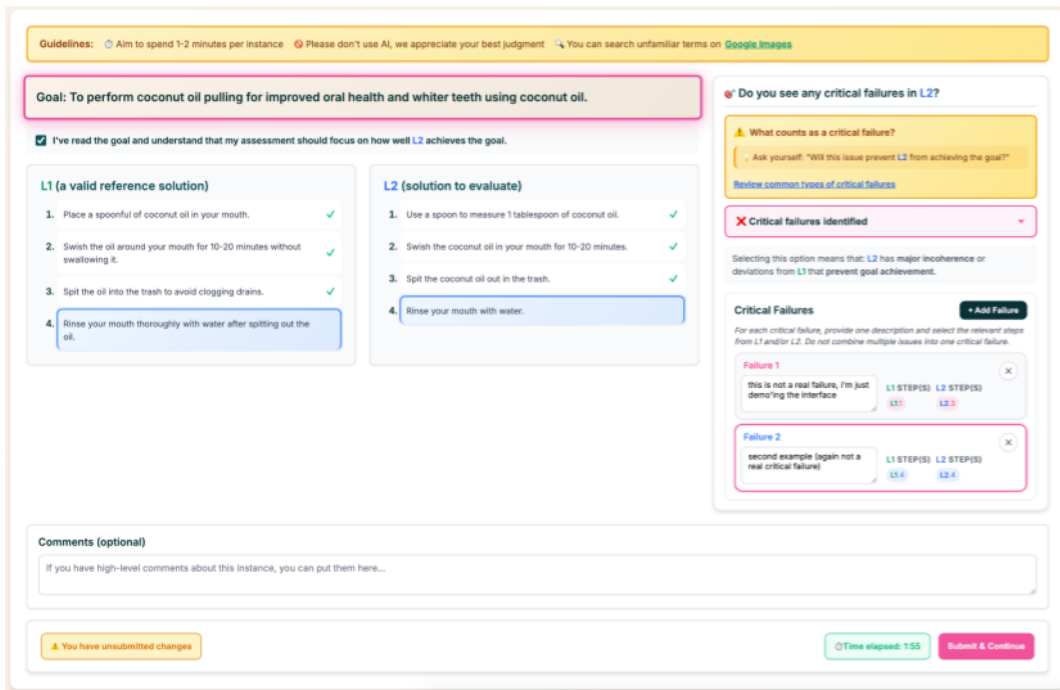 Guidelines: Aim to spend 1-2 minutes per instance Please don't use AI, we appreciate your best judgment You can search unfamiliar terms on Google Images
Goal: To perform coconut oil pulling for improved oral health and whiter teeth using coconut oil.
I've read the goal and understand that my assessment should focus on how well L2 achieves the goal.
L1 (a valid reference solution)
1. Place a spoonful of coconut oil in your mouth.
2. Swish the oil around your mouth for 10-20 minutes without
swallowing it.
3. Spit the oil into the trash to avoid clogging drains.
4. Rinse your mouth thoroughly with water after spitting out the
oil.
L2 (solution to evaluate)
1. Use a spoon to measure 1 tablespoon of coconut oil.
2. Swish the coconut oil in your mouth for 10-20 minutes.
3. Spit the coconut oil out in the trash.
4. Rinse your mouth with water.
Do you see any critical failures in L2?
What counts as a critical failure?
Ask yourself: "Will this issue prevent L2 from achieving the goal?"
Review common types of critical failures
Critical failures identified
Selecting this option means that: L2 has major incoherence or
deviations from L1 that prevent goal achievement.
Critical Failures
+ Add Failure
For each critical failure, provide one description and select the relevant steps
from L1 and/or L2. Do not combine multiple issues into one critical failure.
Failure 1
this is not a real failure, i'm just
demo'ing the interface
L1 STEP(S) L2 STEP(S)
L1.1 L2.3
Failure 2
second example (again not a
real critical failure)
L1 STEP(S) L2 STEP(S)
L1.4 L2.4
Comments (optional)
If you have high-level comments about this instance, you can put them here...
You have unsubmitted changes
Time elapsed: 1:55
Submit & Continue